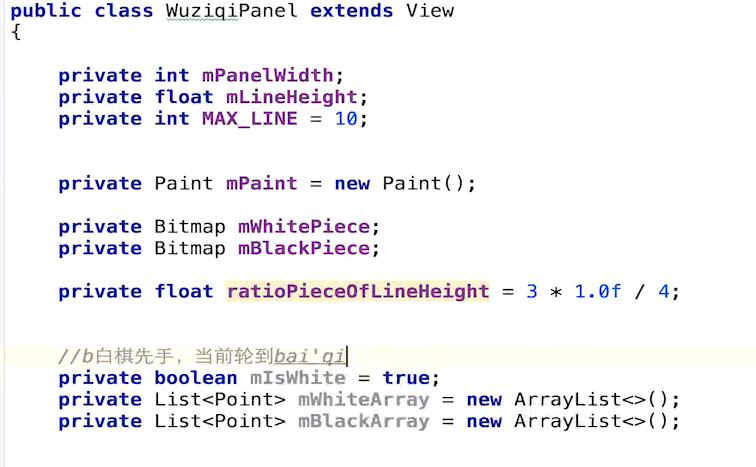 public class WuziqiPanel extends View
{
private int mPanelWidth;
private float mLineHeight;
private int MAX_LINE = 10;
private Paint mPaint = new Paint();
private Bitmap mWhitePiece;
private Bitmap mBlackPiece;
private float ratioPieceOfLineHeight = 3 * 1.0f / 4;
//b白棋先手，当前轮到bai'qi
private boolean mIsWhite = true;
private List<Point> mWhiteArray = new ArrayList<>();
private List<Point> mBlackArray = new ArrayList<>();